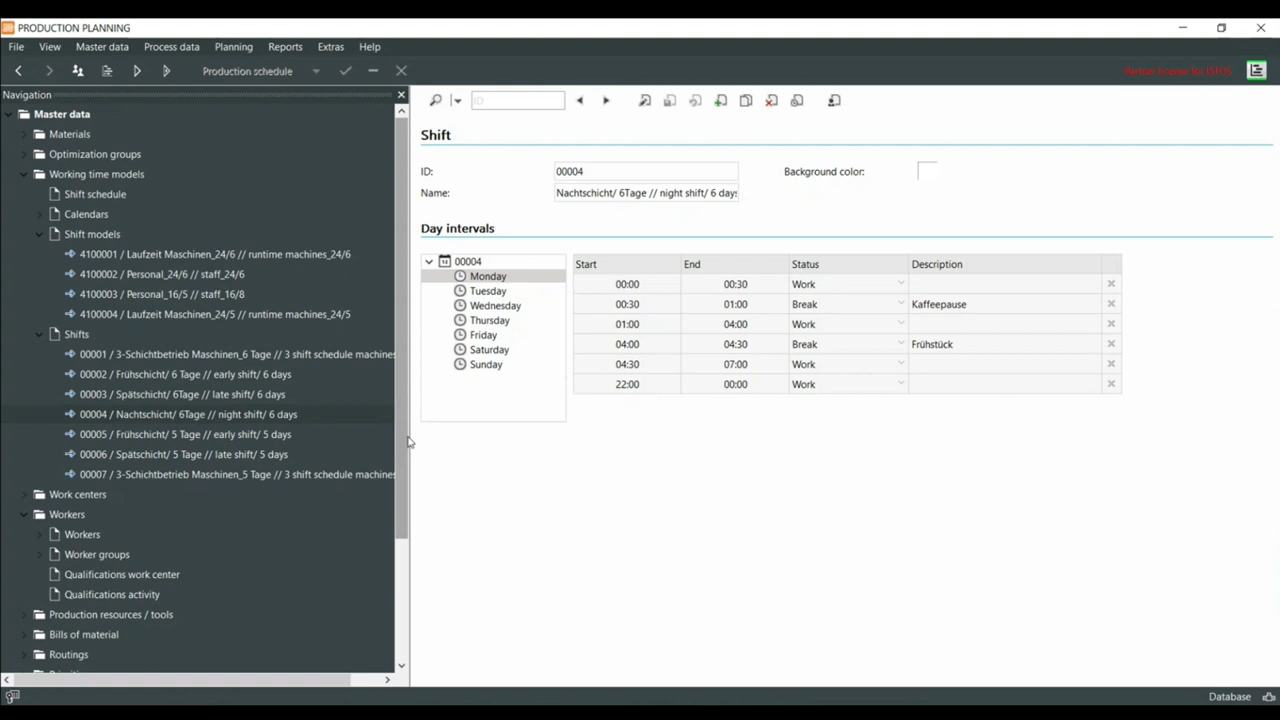 PRODUCTION PLANNING
File View Master data Process data Planning Reports Extras Help
Production schedule
Partner license for ISTOS
Navigation
Master data
Materials
Optimization groups
Working time models
Shift schedule
Calendars
Shift models
4100001 / Laufzeit Maschinen_24/6 // runtime machines_24/6
4100002 / Personal_24/6 // staff_24/6
4100003 / Personal_16/5 // staff_16/8
4100004 / Laufzeit Maschinen_24/5 // runtime machines_24/5
Shifts
00001 / 3-Schichtbetrieb Maschinen_6 Tage // 3 shift schedule machines
00002 / Frühschicht/ 6 Tage // early shift/ 6 days
00003 / Spätschicht/ 6Tage // late shift/ 6 days
00004 / Nachtschicht/ 6Tage // night shift/ 6 days
00005 / Frühschicht/ 5 Tage // early shift/ 5 days
00006 / Spätschicht/ 5 Tage // late shift/ 5 days
00007 / 3-Schichtbetrieb Maschinen_5 Tage // 3 shift schedule machines
Work centers
Workers
Workers
Worker groups
Qualifications work center
Qualifications activity
Production resources / tools
Bills of material
Routings
ID
Shift
ID: 00004 Background color:
Name: Nachtschicht/ 6Tage // night shift/ 6 days
Day intervals
00004
Monday
Tuesday
Wednesday
Thursday
Friday
Saturday
Sunday
Start End Status Description
00:00 00:30 Work
00:30 01:00 Break Kaffeepause
01:00 04:00 Work
04:00 04:30 Break Frühstück
04:30 07:00 Work
22:00 00:00 Work
Database